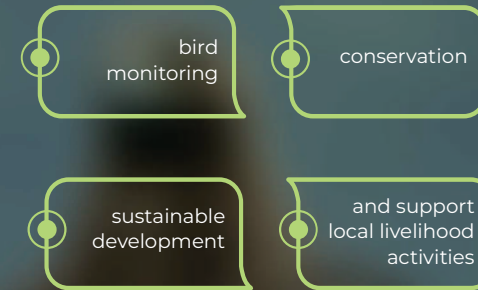 bird
monitoring
conservation
sustainable
development
and support
local livelihood
activities